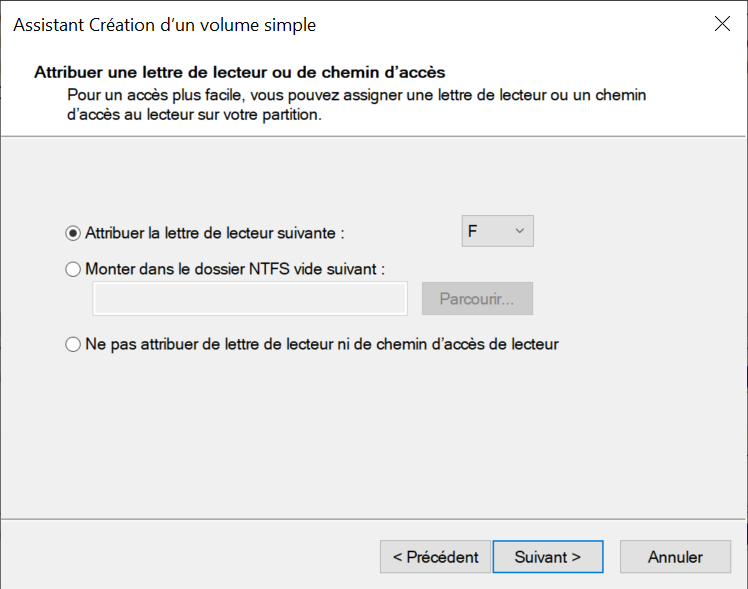 Assistant Création d'un volume simple
Attribuer une lettre de lecteur ou de chemin d'accès
Pour un accès plus facile, vous pouvez assigner une lettre de lecteur ou un chemin
d'accès au lecteur sur votre partition.
Attribuer la lettre de lecteur suivante :
F
Monter dans le dossier NTFS vide suivant :
Parcourir...
Ne pas attribuer de lettre de lecteur ni de chemin d'accès de lecteur
< Précédent
Suivant >
Annuler